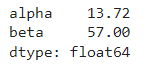 alpha    13.72
beta     57.00
dtype: float64